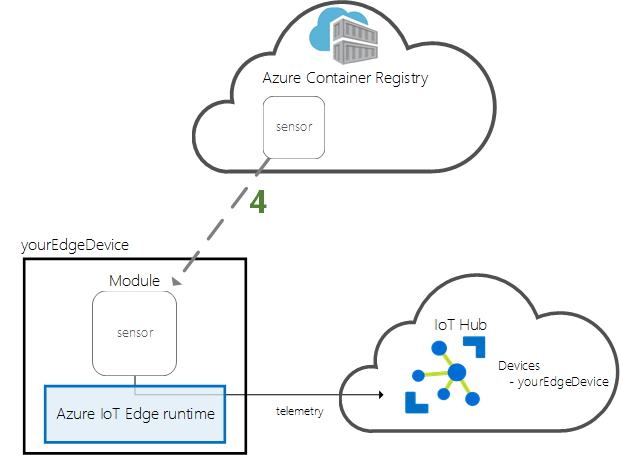 Azure Container Registry
sensor
4
yourEdgeDevice
Module
sensor
Azure IoT Edge runtime
telemetry
IoT Hub
Devices
- yourEdgeDevice